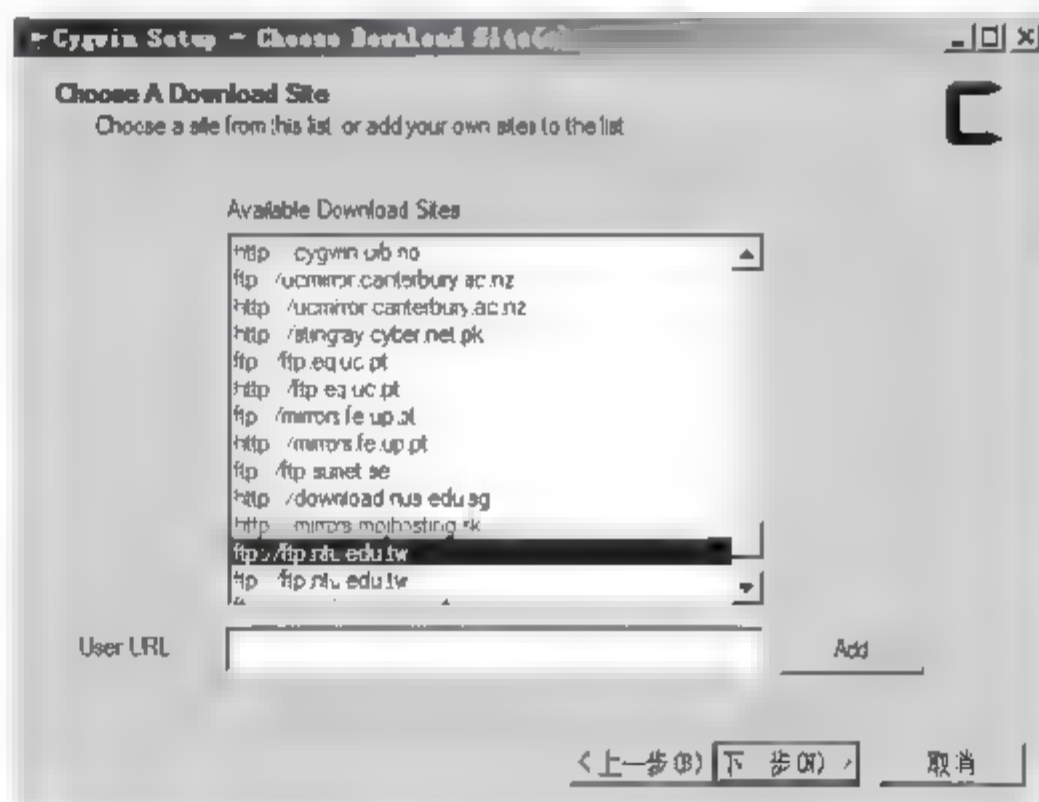 Cygwin Setup - Choose Download Site(s)
Choose A Download Site
Choose a site from this list, or add your own sites to the list
Available Download Sites
http cygwin.uib.no
ftp /ucmirror.canterbury.ac.nz
http /ucmirror.canterbury.ac.nz
http /stingray.cyber.net.pk
ftp ftp.eq.uc.pt
http /ftp.eq.uc.pt
ftp /mirrors.fe.up.pt
http /mirrors.fe.up.pt
ftp /ftp.sunet.se
http /download.nus.edu.sg
http mirrors.mojhosting.sk
ftp://ftp.ntu.edu.tw
ftp ftp.ntu.edu.tw
User URL
Add
<上一步(B) 下一步(N) > 取消